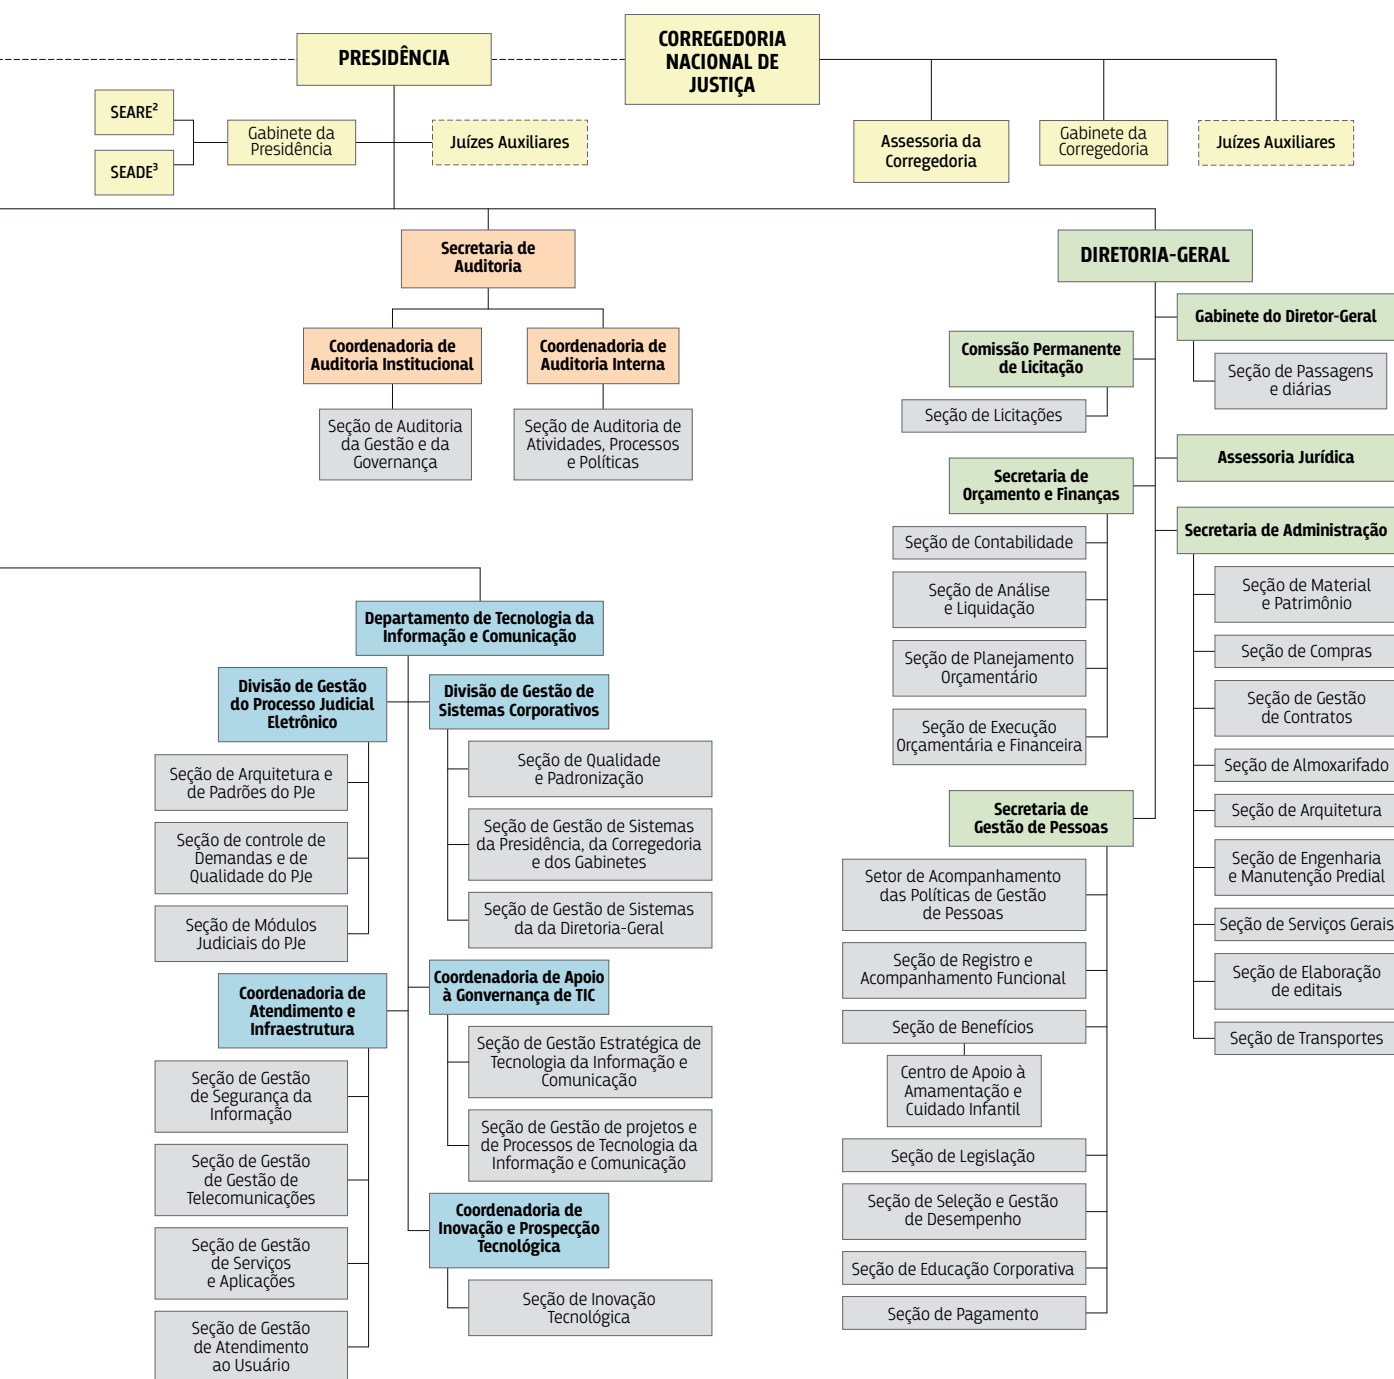 PRESIDÊNCIA
CORREGEDORIA
NACIONAL DE
JUSTIÇA
SEARE²
SEADE³
Gabinete da
Presidência
Juízes Auxiliares
Assessoria da
Corregedoria
Gabinete da
Corregedoria
Juízes Auxiliares
Secretaria de
Auditoria
Coordenadoria de
Auditoria Institucional
Seção de Auditoria
da Gestão e da
Governança
Coordenadoria de
Auditoria Interna
Seção de Auditoria de
Atividades, Processos
e Políticas
DIRETORIA-GERAL
Gabinete do Diretor-Geral
Seção de Passagens
e diárias
Comissão Permanente
de Licitação
Seção de Licitações
Assessoria Jurídica
Secretaria de
Orçamento e Finanças
Seção de Contabilidade
Seção de Análise
e Liquidação
Seção de Planejamento
Orçamentário
Seção de Execução
Orçamentária e Financeira
Secretaria de Administração
Seção de Material
e Patrimônio
Seção de Compras
Seção de Gestão
de Contratos
Seção de Almoxarifado
Seção de Arquitetura
Seção de Engenharia
e Manutenção Predial
Seção de Serviços Gerais
Seção de Elaboração
de editais
Seção de Transportes
Secretaria de
Gestão de Pessoas
Setor de Acompanhamento
das Políticas de Gestão
de Pessoas
Seção de Registro e
Acompanhamento Funcional
Seção de Benefícios
Centro de Apoio à
Amamentação e
Cuidado Infantil
Seção de Legislação
Seção de Seleção e Gestão
de Desempenho
Seção de Educação Corporativa
Seção de Pagamento
Departamento de Tecnologia da
Informação e Comunicação
Divisão de Gestão
do Processo Judicial
Eletrônico
Seção de Arquitetura e
de Padrões do PJe
Seção de controle de
Demandas e de
Qualidade do PJe
Seção de Módulos
Judiciais do PJe
Divisão de Gestão de
Sistemas Corporativos
Seção de Qualidade
e Padronização
Seção de Gestão de Sistemas
da Presidência, da Corregedoria
e dos Gabinetes
Seção de Gestão de Sistemas
da da Diretoria-Geral
Coordenadoria de
Atendimento e
Infraestrutura
Seção de Gestão
de Segurança da
Informação
Seção de Gestão
de Gestão de
Telecomunicações
Seção de Gestão
de Serviços
e Aplicações
Seção de Gestão
de Atendimento
ao Usuário
Coordenadoria de Apoio
à Gonvernança de TIC
Seção de Gestão Estratégica de
Tecnologia da Informação e
Comunicação
Seção de Gestão de projetos e
de Processos de Tecnologia da
Informação e Comunicação
Coordenadoria de
Inovação e Prospecção
Tecnológica
Seção de Inovação
Tecnológica